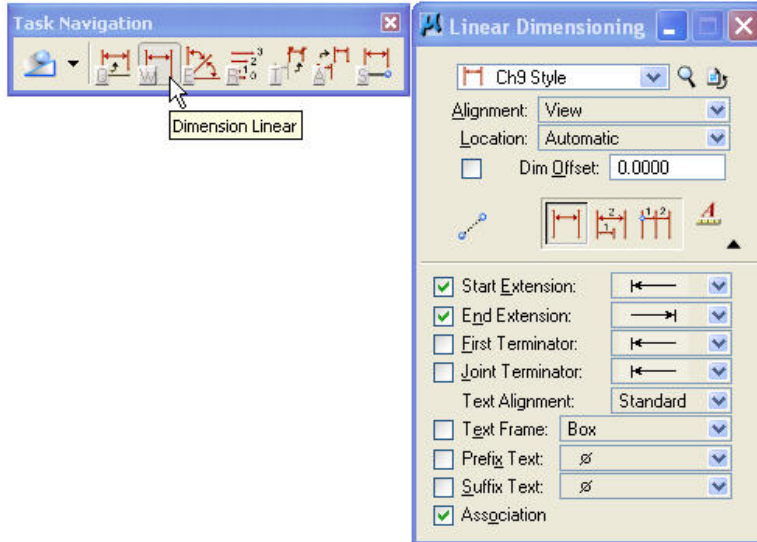 Task Navigation
Q W E R T A S
Dimension Linear
Linear Dimensioning
Ch9 Style
Alignment: View
Location: Automatic
Dim Offset: 0.0000
Start Extension:
End Extension:
First Terminator:
Joint Terminator:
Text Alignment: Standard
Text Frame: Box
Prefix Text: ø
Suffix Text: ø
Association